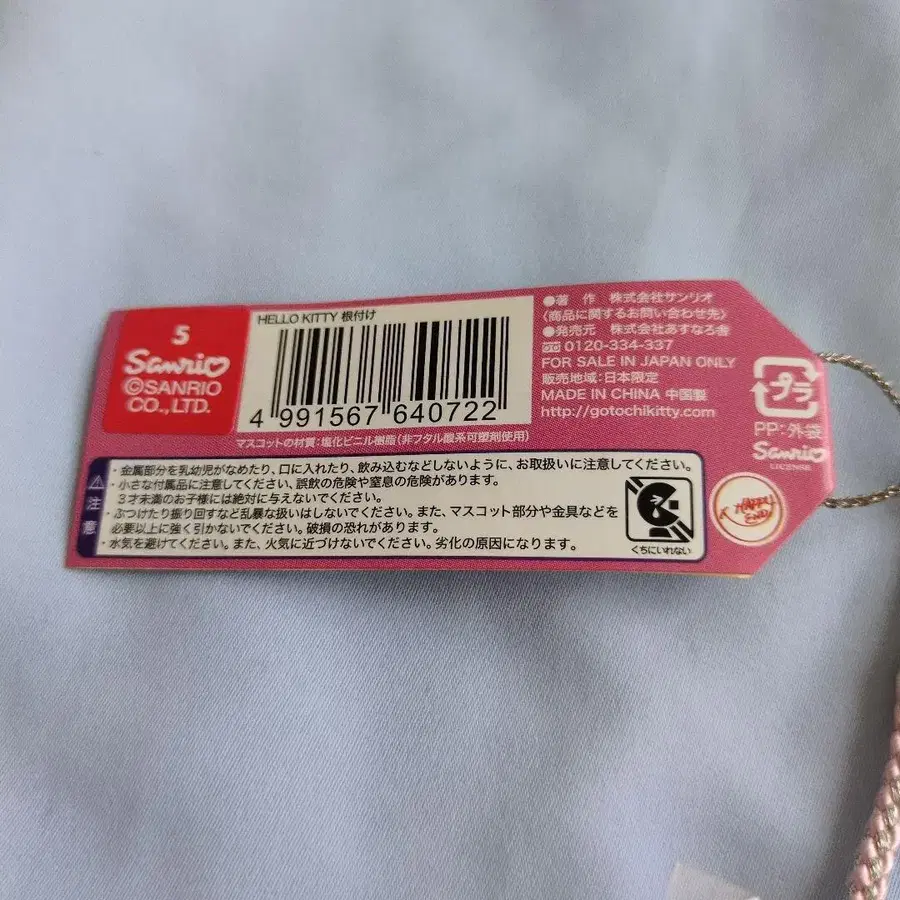 5
Sanrio
©SANRIO
CO.,LTD.
HELLO KITTY 根付け
4 991567 640722
マスコットの材質:塩化ビニル樹脂(非フタル酸系可塑剤使用)
●著 作 株式会社サンリオ
〈商品に関するお問い合わせ先〉
●発売元 株式会社あすなろ舎
0120-334-337
FOR SALE IN JAPAN ONLY
販売地域:日本限定
MADE IN CHINA 中国製
http://gotochikitty.com
プラ
PP:外袋
Sanrio
LICENSE
HAPPY
END
注意
・金属部分を乳幼児がなめたり、口に入れたり、飲み込むなどしないように、お取扱いに注意してください。
・小さな付属品に注意してください、誤飲の危険や窒息の危険があります。
3才未満のお子様には絶対に与えないでください。
・ぶつけたり振り回すなど乱暴な扱いはしないでください。また、マスコット部分や金具などを
必要以上に強く引かないでください。破損の恐れがあります。
・水気を避けてください。また、火気に近づけないでください。劣化の原因になります。
くちにいれない